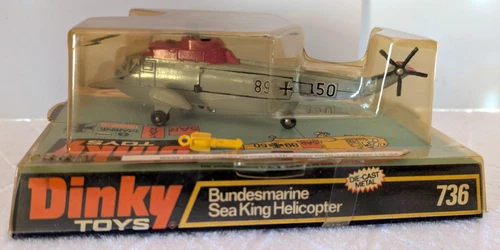 89 150
Dinky
TOYS
Bundesmarine
Sea King Helicopter
DIE-CAST
METAL
736